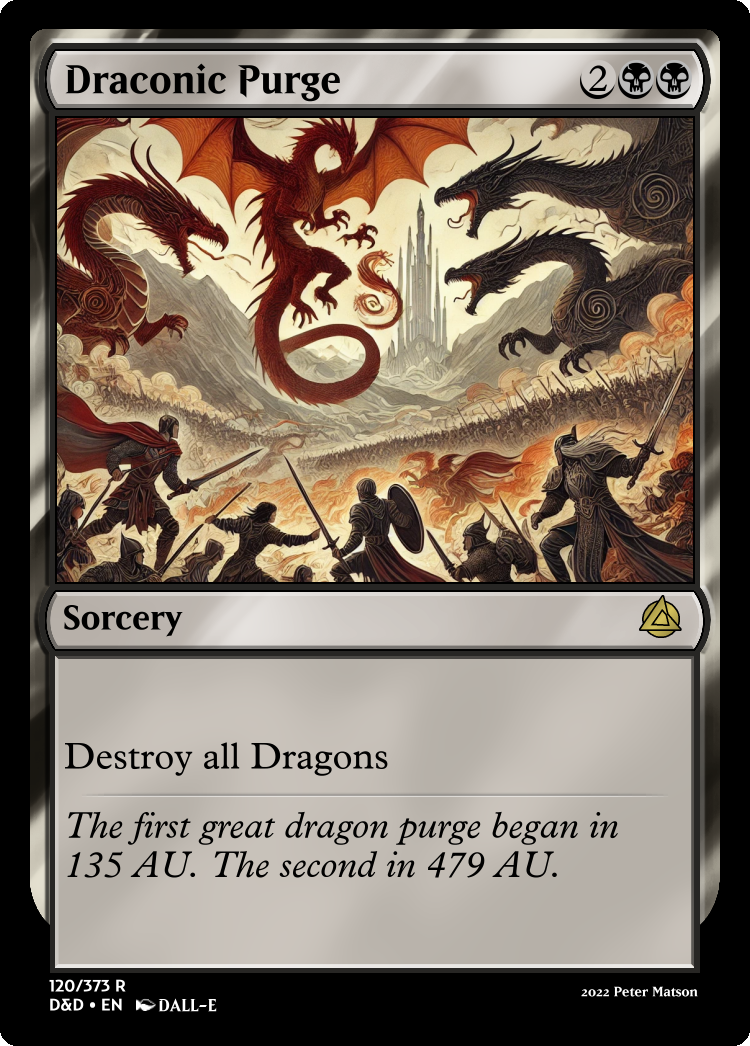 Draconic Purge 2
Sorcery
Destroy all Dragons
The first great dragon purge began in
135 AU. The second in 479 AU.
120/373 R
D&D • EN DALL-E
2022 Peter Matson